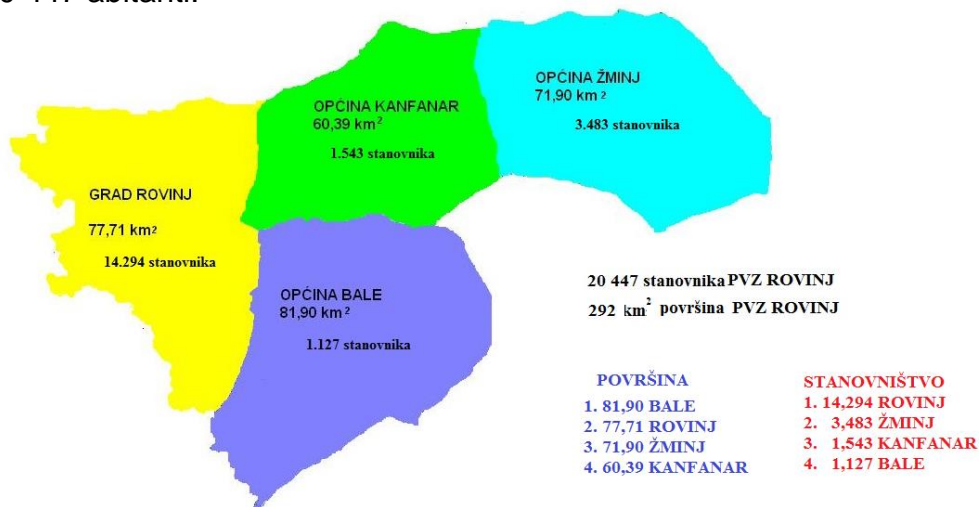 OPĆINA ŽMINJ
71,90 km²
3.483 stanovnika
OPĆINA KANFANAR
60,39 km²
1.543 stanovnika
GRAD ROVINJ
77,71 km²
14.294 stanovnika
OPĆINA BALE
81,90 km²
1.127 stanovnika
20 447 stanovnika PVZ ROVINJ
292 km² površina PVZ ROVINJ
POVRŠINA
1. 81,90 BALE
2. 77,71 ROVINJ
3. 71,90 ŽMINJ
4. 60,39 KANFANAR
STANOVNIŠTVO
1. 14,294 ROVINJ
2. 3,483 ŽMINJ
3. 1,543 KANFANAR
4. 1,127 BALE